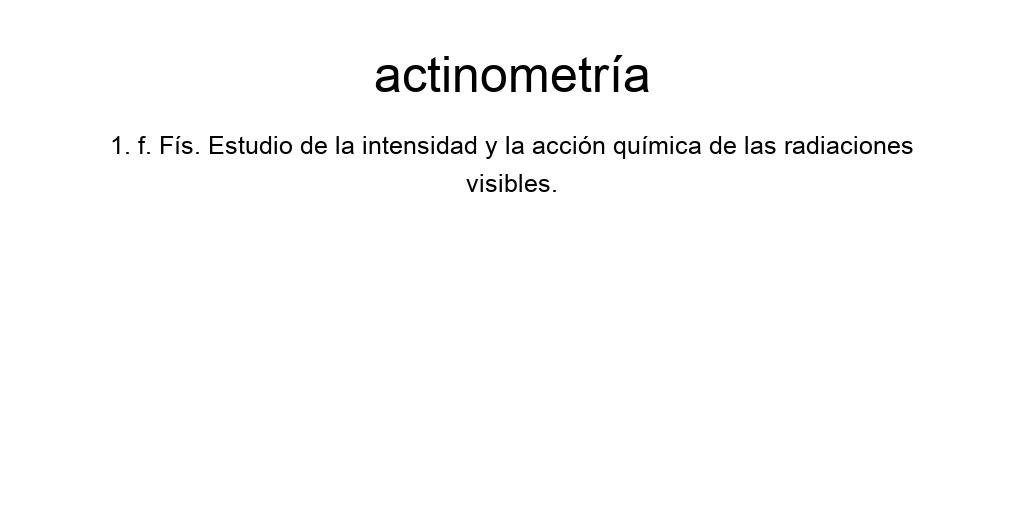 actinometría
1. f. Fís. Estudio de la intensidad y la acción química de las radiaciones
visibles.